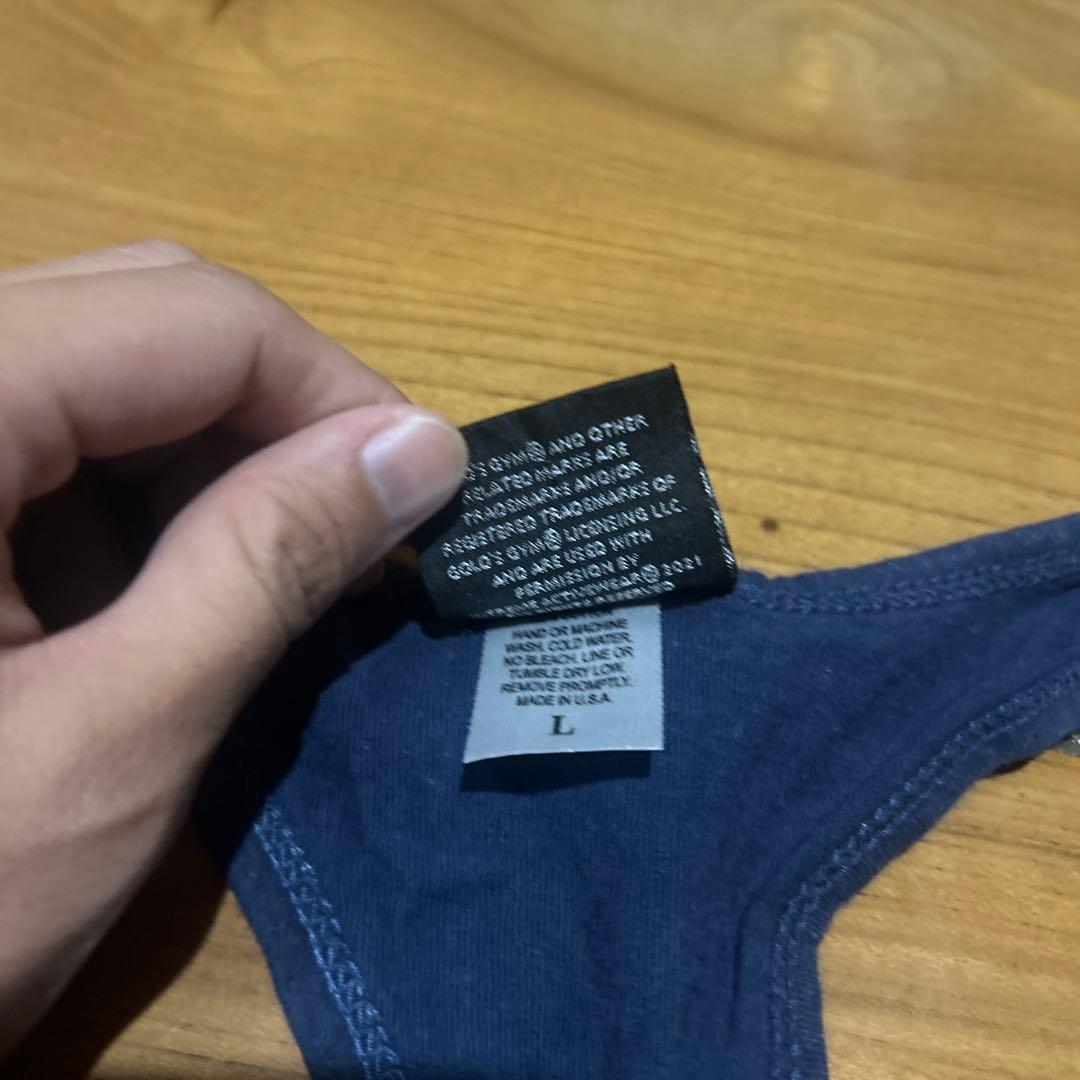 'S GYM® AND OTHER
RELATED MARKS ARE
TRADEMARKS AND/OR
REGISTERED TRADEMARKS OF
GOLD'S GYM® LICENSING LLC.
AND ARE USED WITH
PERMISSION BY
ACTIVEWEAR® 2021
HAND OR MACHINE
WASH, COLD WATER,
NO BLEACH, LINE OR
TUMBLE DRY LOW,
REMOVE PROMPTLY.
MADE IN U.S.A.
L